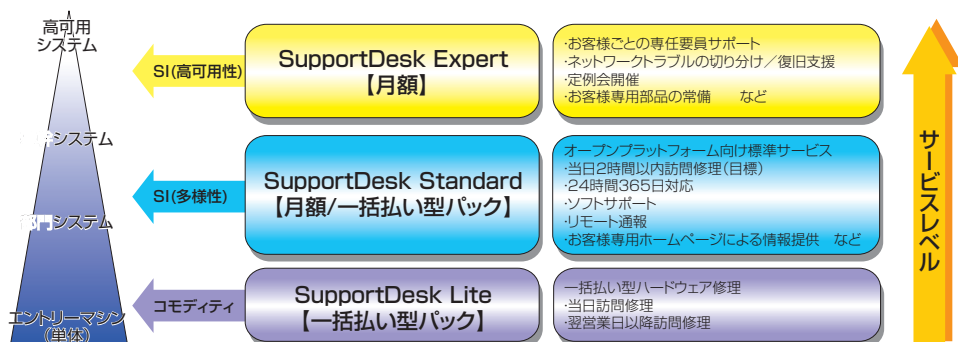 高可用
システム
SI(高可用性)
SupportDesk Expert
【月額】
・お客様ごとの専任要員サポート
・ネットワークトラブルの切り分け／復旧支援
・定例会開催
・お客様専用部品の常備　など
システム
SI(多様性)
SupportDesk Standard
【月額/一括払い型パック】
オープンプラットフォーム向け標準サービス
・当日2時間以内訪問修理(目標)
・24時間365日対応
・ソフトサポート
・リモート通報
・お客様専用ホームページによる情報提供　など
部門システム
コモディティ
SupportDesk Lite
【一括払い型パック】
一括払い型ハードウェア修理
・当日訪問修理
・翌営業日以降訪問修理
エントリーマシン
(単体)
サービスレベル